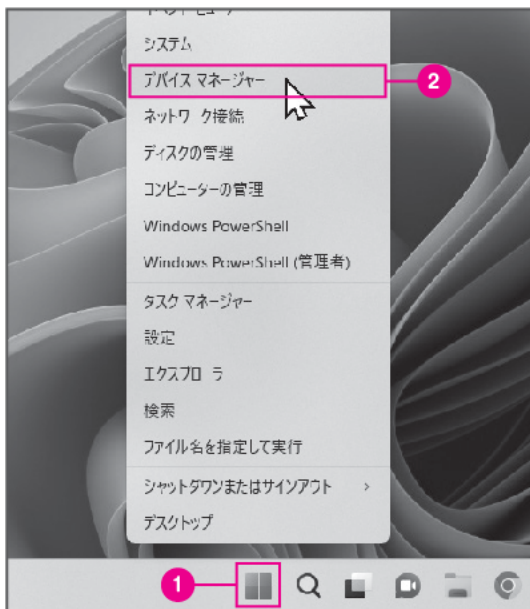 システム
デバイス マネージャー
2
ネットワーク接続
ディスクの管理
コンピューターの管理
Windows PowerShell
Windows PowerShell (管理者)
タスク マネージャー
設定
エクスプローラー
検索
ファイル名を指定して実行
シャットダウンまたはサインアウト
デスクトップ
1